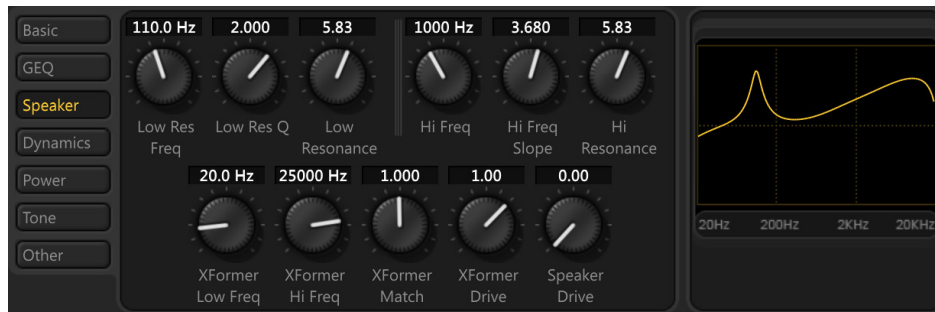 Basic
GEQ
Speaker
Dynamics
Power
Tone
Other
110.0 Hz 2.000 5.83 1000 Hz 3.680 5.83
Low Res Freq Low Res Q Low Resonance Hi Freq Hi Freq Slope Hi Resonance
20.0 Hz 25000 Hz 1.000 1.00 0.00
XFormer Low Freq XFormer Hi Freq XFormer Match XFormer Drive Speaker Drive
20Hz 200Hz 2KHz 20KHz